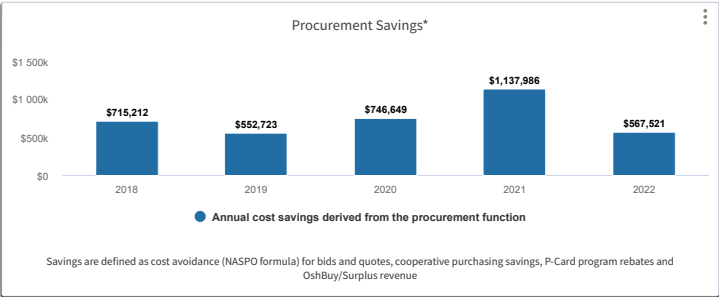 Procurement Savings*
$1 500k
$1 000k
$500k
$0
$715,212
$552,723
$746,649
$1,137,986
$567,521
2018
2019
2020
2021
2022
Annual cost savings derived from the procurement function
Savings are defined as cost avoidance (NASPO formula) for bids and quotes, cooperative purchasing savings, P-Card program rebates and
OshBuy/Surplus revenue